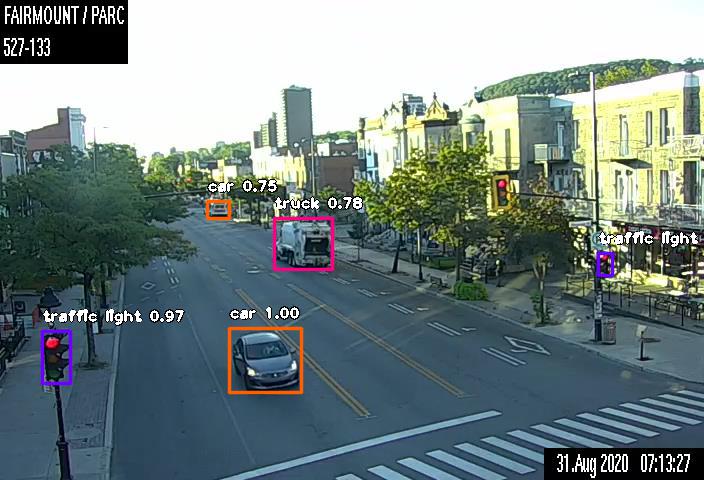 FAIRMOUNT / PARC
527-133
car 0.75
truck 0.78
traffic light
car 1.00
traffic light 0.97
31.Aug 2020 07:13:27